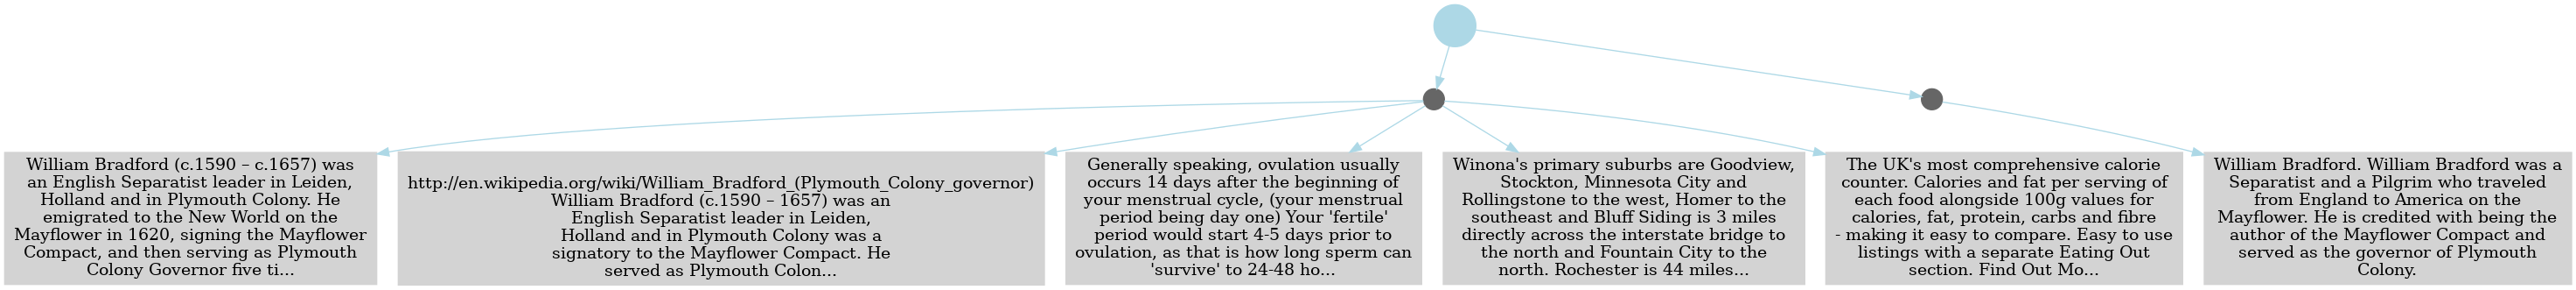 William Bradford (c.1590 – c.1657) was
an English Separatist leader in Leiden,
Holland and in Plymouth Colony. He
emigrated to the New World on the
Mayflower in 1620, signing the Mayflower
Compact, and then serving as Plymouth
Colony Governor five ti...
http://en.wikipedia.org/wiki/William_Bradford_(Plymouth_Colony_governor)
William Bradford (c.1590 – 1657) was an
English Separatist leader in Leiden,
Holland and in Plymouth Colony was a
signatory to the Mayflower Compact. He
served as Plymouth Colon...
Generally speaking, ovulation usually
occurs 14 days after the beginning of
your menstrual cycle, (your menstrual
period being day one) Your 'fertile'
period would start 4-5 days prior to
ovulation, as that is how long sperm can
'survive' to 24-48 ho...
Winona's primary suburbs are Goodview,
Stockton, Minnesota City and
Rollingstone to the west, Homer to the
southeast and Bluff Siding is 3 miles
directly across the interstate bridge to
the north and Fountain City to the
north. Rochester is 44 miles...
The UK's most comprehensive calorie
counter. Calories and fat per serving of
each food alongside 100g values for
calories, fat, protein, carbs and fibre
- making it easy to compare. Easy to use
listings with a separate Eating Out
section. Find Out Mo...
William Bradford. William Bradford was a
Separatist and a Pilgrim who traveled
from England to America on the
Mayflower. He is credited with being the
author of the Mayflower Compact and
served as the governor of Plymouth
Colony.